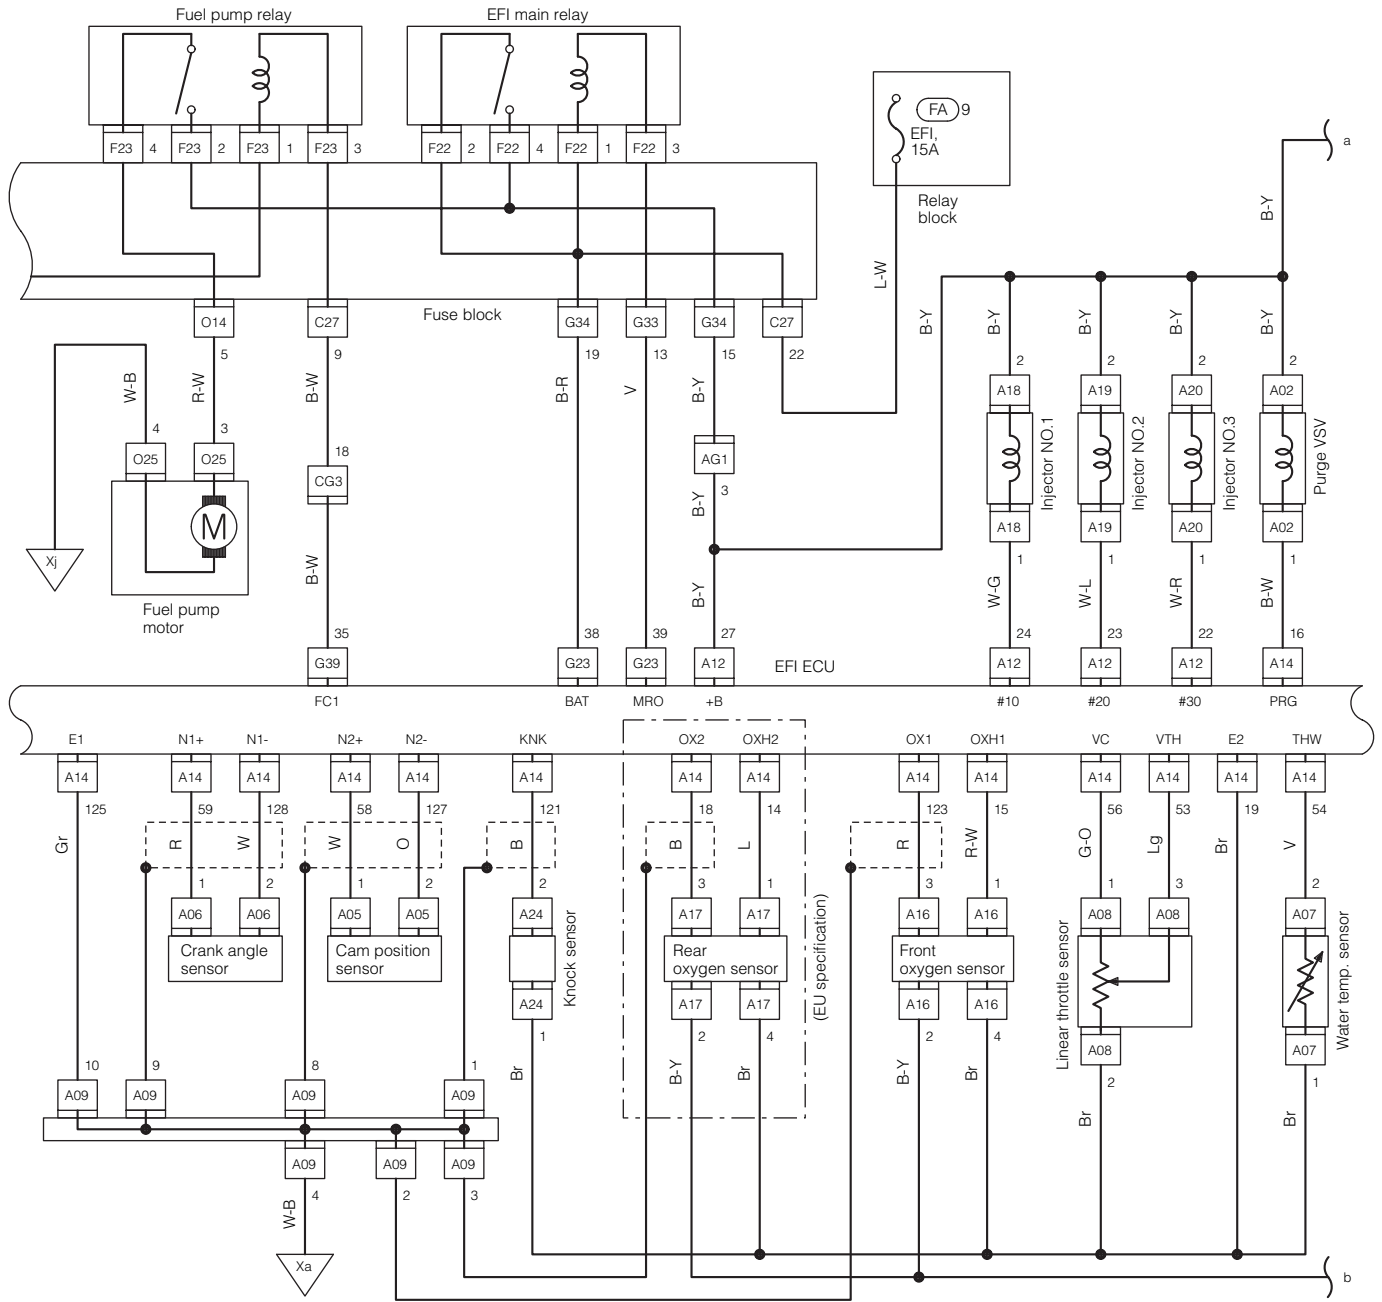 Fuel pump relay EFI main relay
FA 9
EFI,
15A
a
F23 4 F23 2 F23 1 F23 3 F22 2 F22 4 F22 1 F22 3
Relay
block
B-Y
L-W
Fuse block
O14 C27 G34 G33 G34 C27
B-Y B-Y B-Y B-Y B-Y
5 9 19 13 15 22
2 2 2 2
W-B R-W B-W B-R V B-Y
A18 A19 A20 A02
4 3
18
O25 O25 AG1
CG3
Injector NO.1 Injector NO.2 Injector NO.3 Purge VSV
3
B-Y
M
A18 A19 A20 A02
Xj
1 1 1 1
B-W B-Y W-G W-L W-R B-W
Fuel pump
motor
35 38 39 27 24 23 22 16
G39 G23 G23 A12 EFI ECU A12 A12 A12 A14
FC1 BAT MRO +B #10 #20 #30 PRG
E1 N1+ N1- N2+ N2- KNK OX2 OXH2 OX1 OXH1 VC VTH E2 THW
A14 A14 A14 A14 A14 A14 A14 A14 A14 A14 A14 A14 A14 A14
125 59 128 58 127 121 18 14 123 15 56 53 19 54
Gr R W W O B B L R R-W G-O Lg Br V
1 2 1 2 2 3 1 3 1 1 3 2
A06 A06 A05 A05 A24 A17 A17 A16 A16 A08 A08 A07
Crank angle
sensor
Cam position
sensor
Knock sensor
Rear
oxygen sensor
(EU specification)
Front
oxygen sensor
Linear throttle sensor
Water temp. sensor
A24 A17 A17 A16 A16
1 2 4 2 4
A08 A07
2 1
10 9 8 1
Br B-Y Br B-Y Br
A09 A09 A09 A09
Br Br
A09 A09 A09
4 2 3
W-B
Xa
b